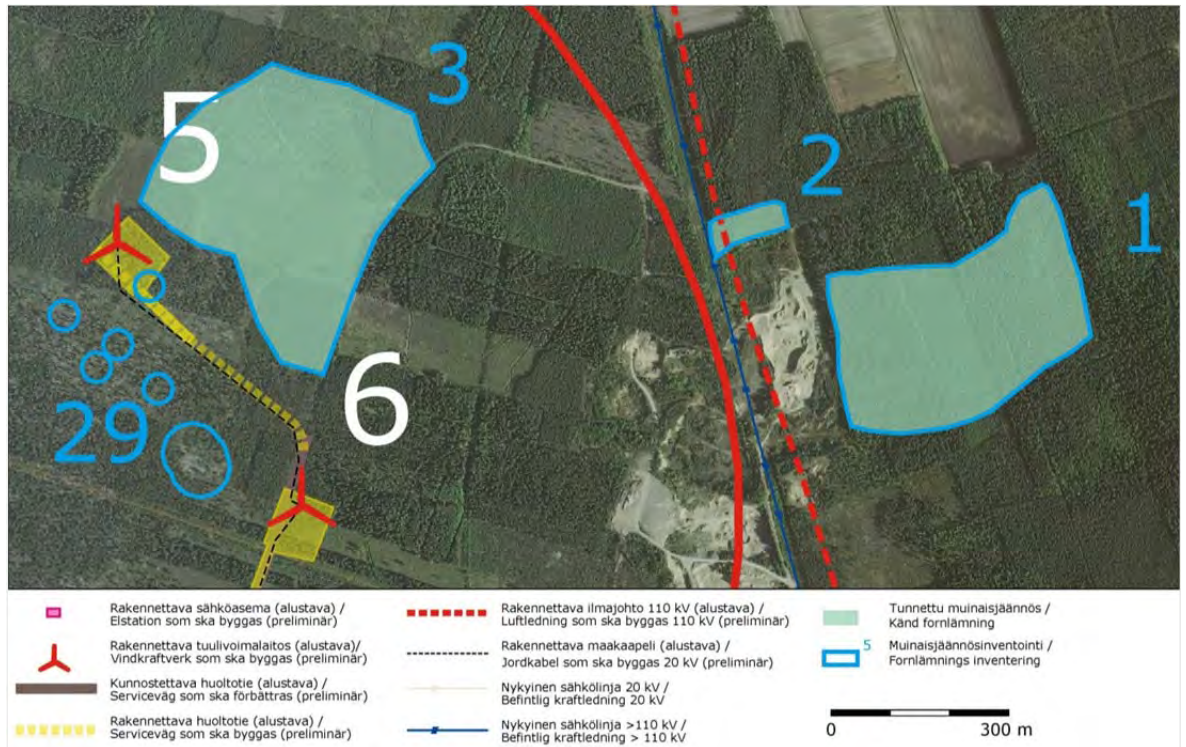 5
3
2
1
6
29
Rakennettava sähköasema (alustava) /
Elstation som ska byggas (preliminär)
Rakennettava tuulivoimalaitos (alustava)/
Vindkraftverk som ska byggas (preliminär)
Kunnostettava huoltotie (alustava) /
Serviceväg som ska förbättras (preliminär)
Rakennettava huoltotie (alustava) /
Serviceväg som ska byggas (preliminär)
Rakennettava ilmajohto 110 kV (alustava) /
Luftledning som ska byggas 110 kV (preliminär)
Rakennettava maakaapeli (alustava) /
Jordkabel som ska byggas 20 kV (preliminär)
Nykyinen sähkölinja 20 kV /
Befintlig kraftledning 20 kV
Nykyinen sähkölinja >110 kV /
Befintlig kraftledning > 110 kV
Tunnettu muinaisjäännös /
Känd fornlämning
5 Muinaisjäännösinventointi /
Fornlämnings inventering
0 300 m